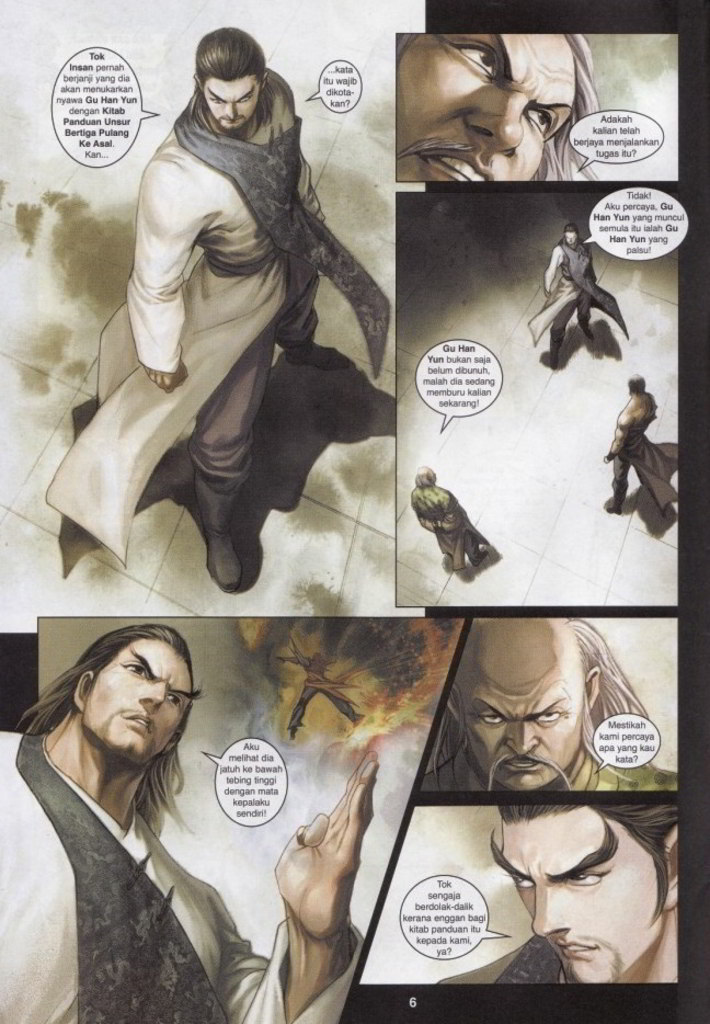 Tok
Insan pernah
berjanji yang dia
akan menukarkan
nyawa Gu Han Yun
dengan Kitab
Panduan Unsur
Bertiga Pulang
Ke Asal.
Kan...
...kata
itu wajib
dikota-
kan?
Adakah
kalian telah
berjaya menjalankan
tugas itu?
Tidak!
Aku percaya, Gu
Han Yun yang muncul
semula itu ialah Gu
Han Yun yang
palsu!
Gu Han
Yun bukan saja
belum dibunuh,
malah dia sedang
memburu kalian
sekarang!
Aku
melihat dia
jatuh ke bawah
tebing tinggi
dengan mata
kepalaku
sendiri!
Mestikah
kami percaya
apa yang kau
kata?
Tok
sengaja
berdolak-dalik
kerana enggan bagi
kitab panduan itu
kepada kami,
ya?
6